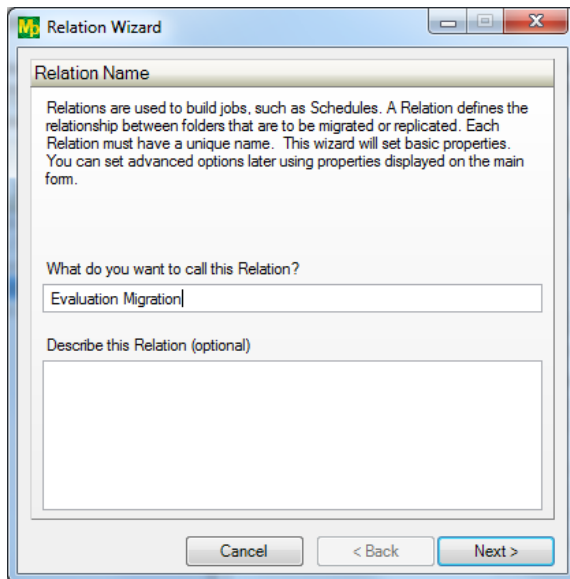 Mp Relation Wizard
Relation Name
Relations are used to build jobs, such as Schedules. A Relation defines the
relationship between folders that are to be migrated or replicated. Each
Relation must have a unique name.  This wizard will set basic properties.
You can set advanced options later using properties displayed on the main
form.
What do you want to call this Relation?
Evaluation Migration
Describe this Relation (optional)
Cancel
< Back
Next >